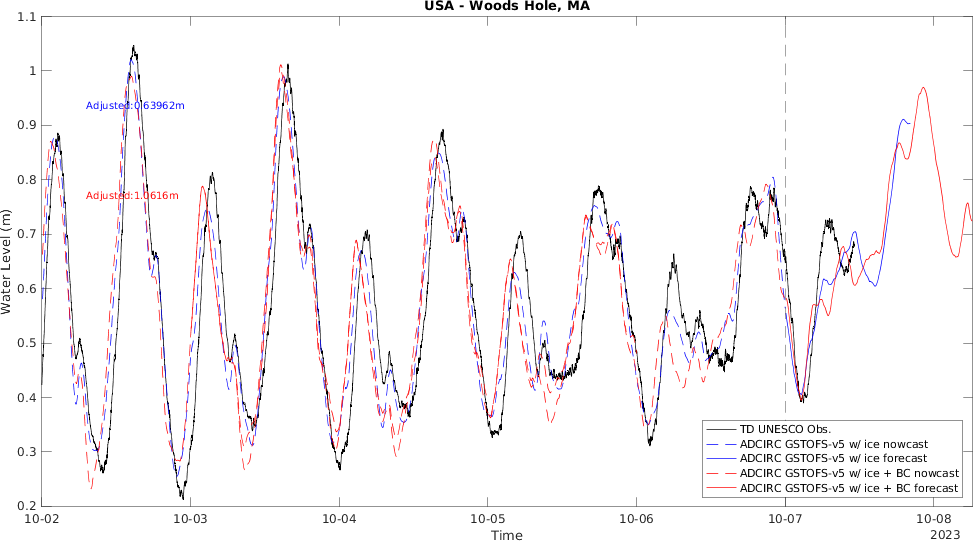 USA - Woods Hole, MA
1.1
1
0.9
0.8
0.7
0.6
0.5
0.4
0.3
0.2
Water Level (m)
Adjusted:0.63962m
Adjusted:1.0616m
TD UNESCO Obs.
ADCIRC GSTOFS-v5 w/ ice nowcast
ADCIRC GSTOFS-v5 w/ ice forecast
ADCIRC GSTOFS-v5 w/ ice + BC nowcast
ADCIRC GSTOFS-v5 w/ ice + BC forecast
10-02 10-03 10-04 10-05 10-06 10-07 10-08
2023
Time